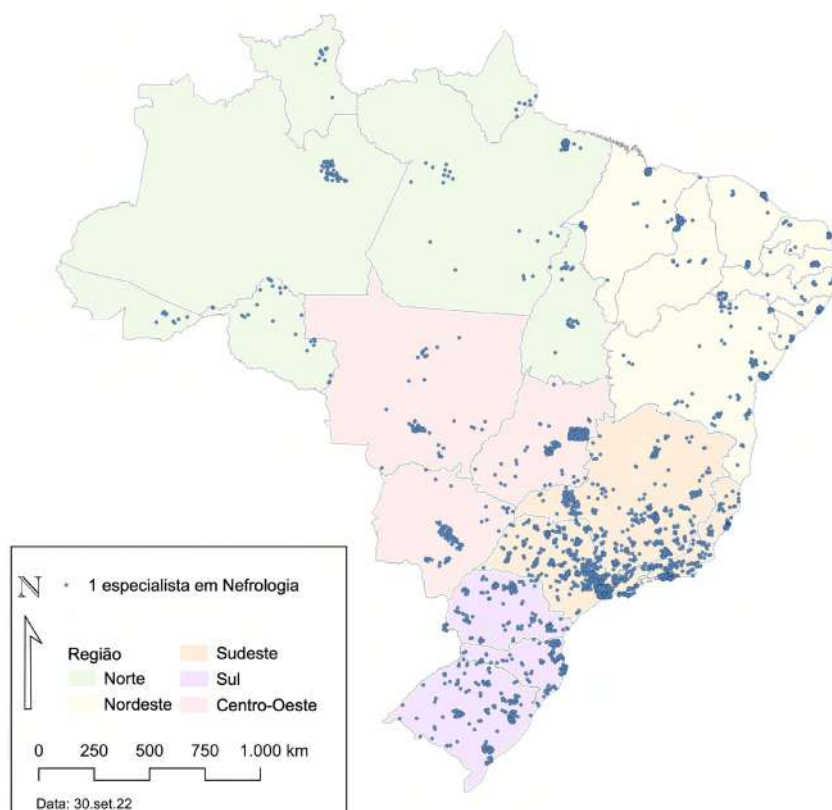 N
1 especialista em Nefrologia
Região
Norte
Nordeste
Sudeste
Sul
Centro-Oeste
0 250 500 750 1.000 km
Data: 30.set.22